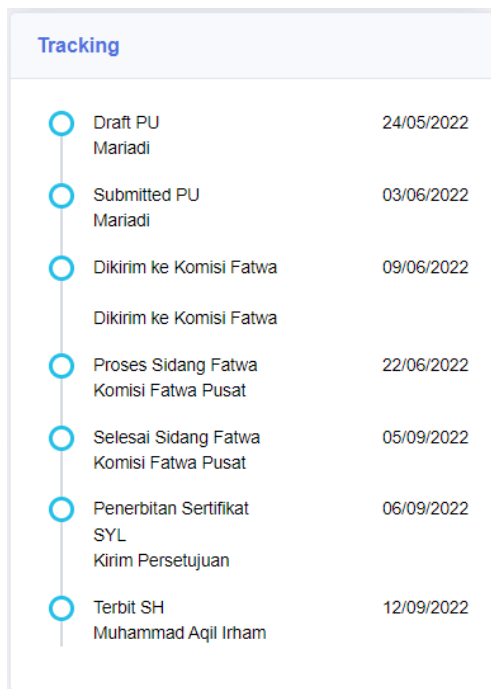 Tracking
Draft PU 24/05/2022
Mariadi
Submitted PU 03/06/2022
Mariadi
Dikirim ke Komisi Fatwa 09/06/2022
Dikirim ke Komisi Fatwa
Proses Sidang Fatwa 22/06/2022
Komisi Fatwa Pusat
Selesai Sidang Fatwa 05/09/2022
Komisi Fatwa Pusat
Penerbitan Sertifikat 06/09/2022
SYL
Kirim Persetujuan
Terbit SH 12/09/2022
Muhammad Aqil Irham